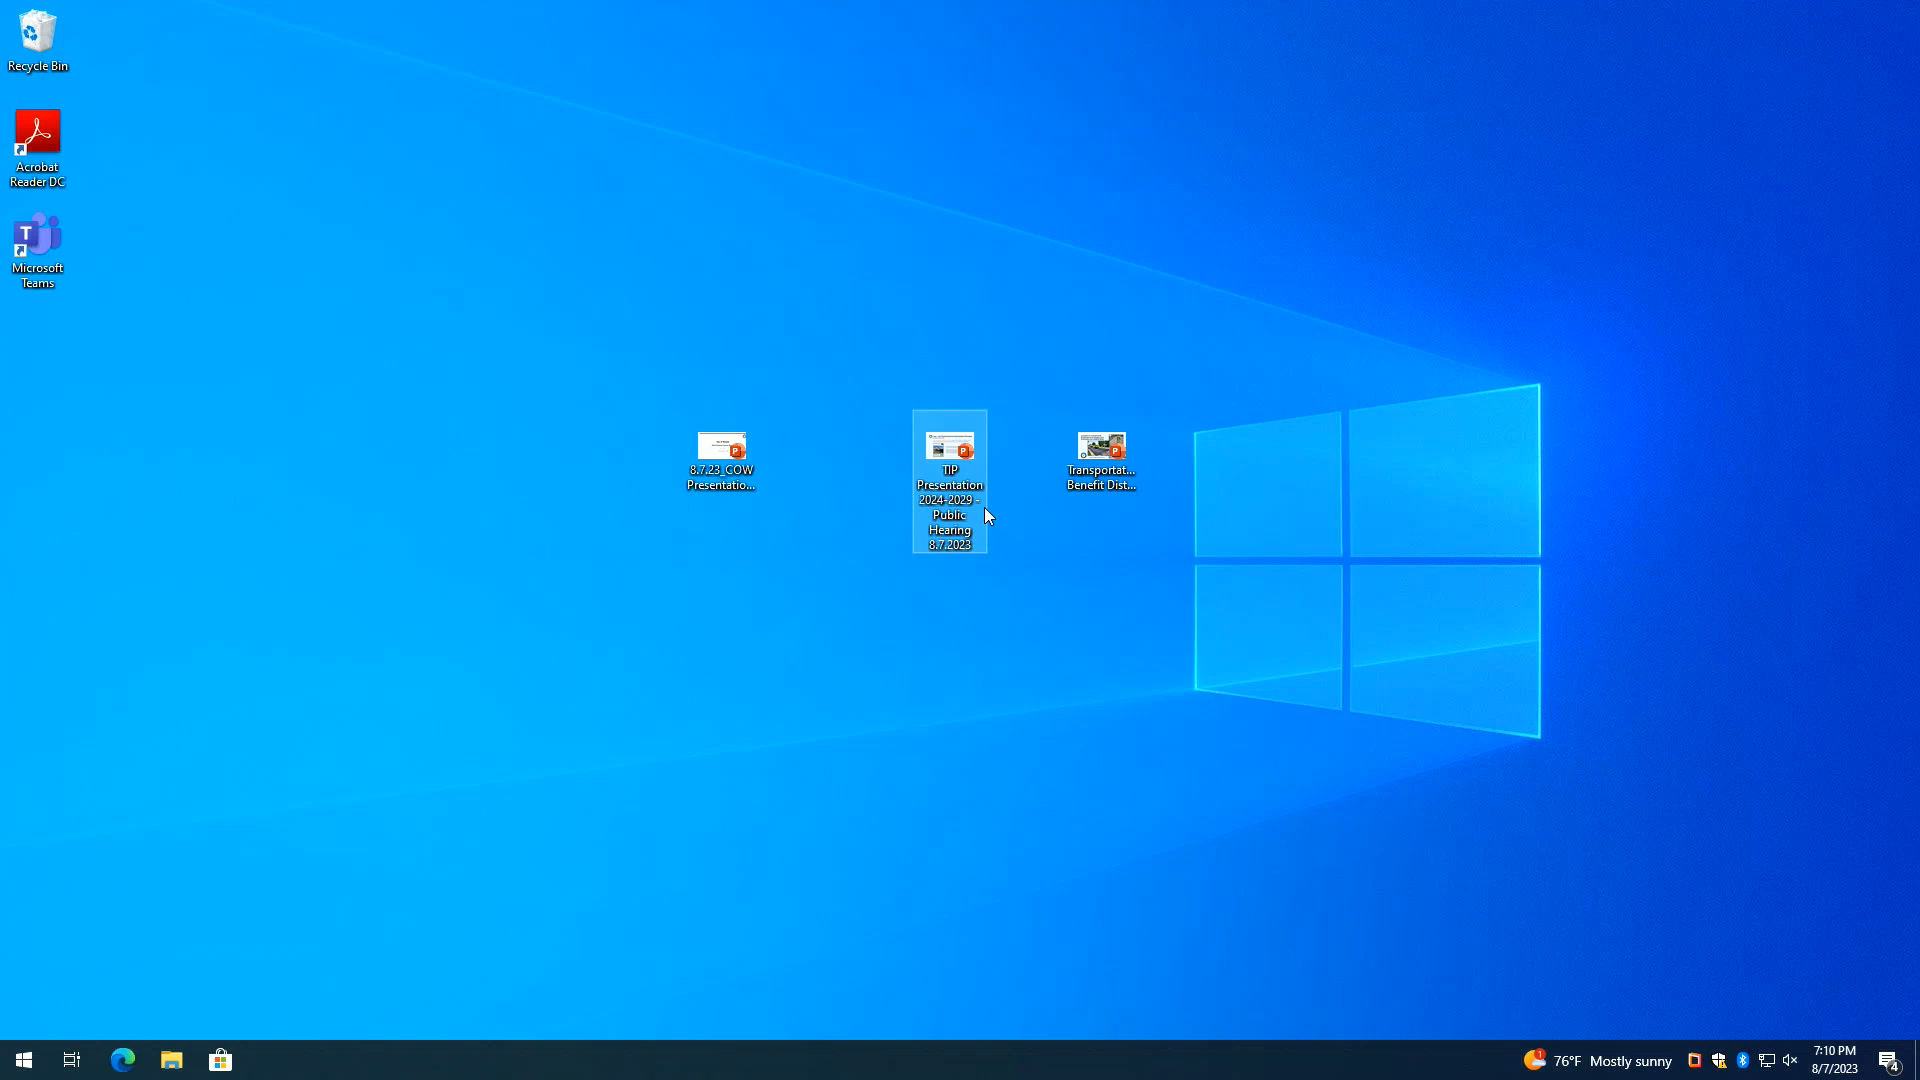 Recycle Bin
Acrobat
Reader DC
T
Microsoft
Teams
8.7.23_COW
Presentatio...
TIP
Presentation
2024-2029 -
Public
Hearing
8.7.2023
Transportat...
Benefit Dist...
1
76°F Mostly sunny
7:10 PM
8/7/2023
4